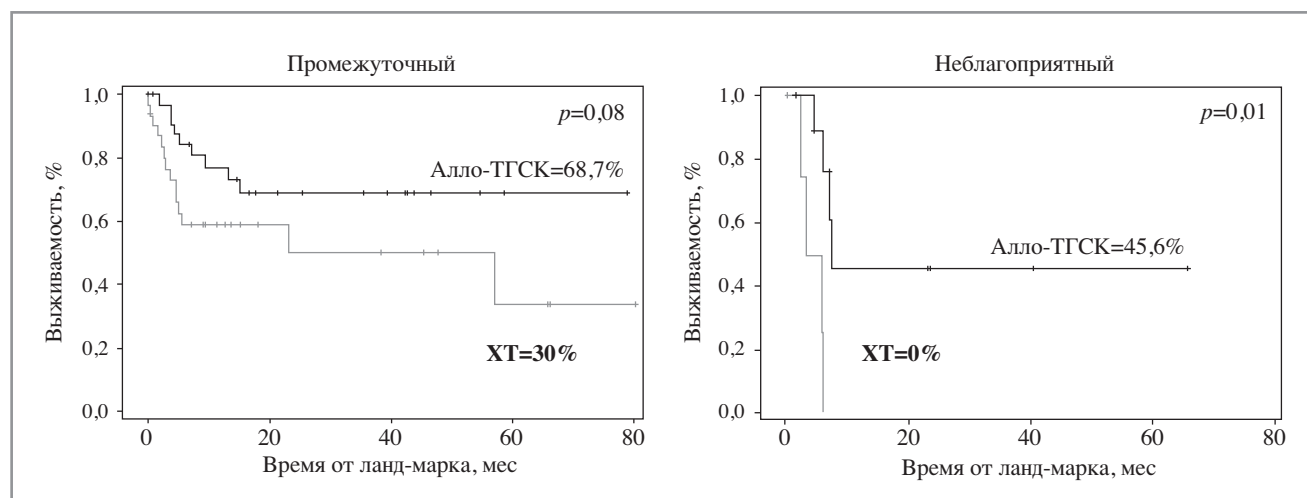 Промежуточный
1,0
0,8
0,6
0,4
0,2
0,0
Выживаемость, %
p=0,08
Алло-ТГСК=68,7%
ХТ=30%
0 20 40 60 80
Время от ланд-марка, мес
Неблагоприятный
1,0
0,8
0,6
0,4
0,2
0,0
Выживаемость, %
p=0,01
Алло-ТГСК=45,6%
ХТ=0%
0 20 40 60 80
Время от ланд-марка, мес